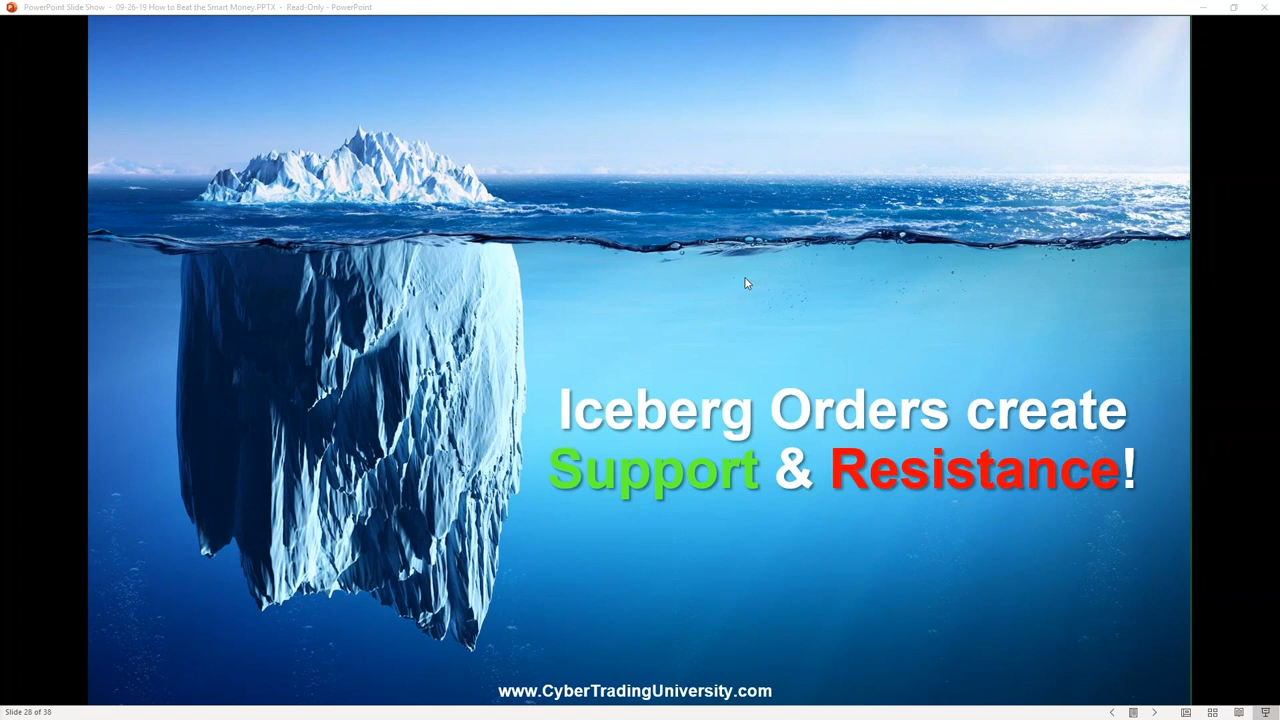 PowerPoint Slide Show - 09-26-19 How to Beat the Smart Money.PPTX - Read-Only - PowerPoint
Iceberg Orders create
Support & Resistance!
www.CyberTradingUniversity.com
Slide 28 of 38